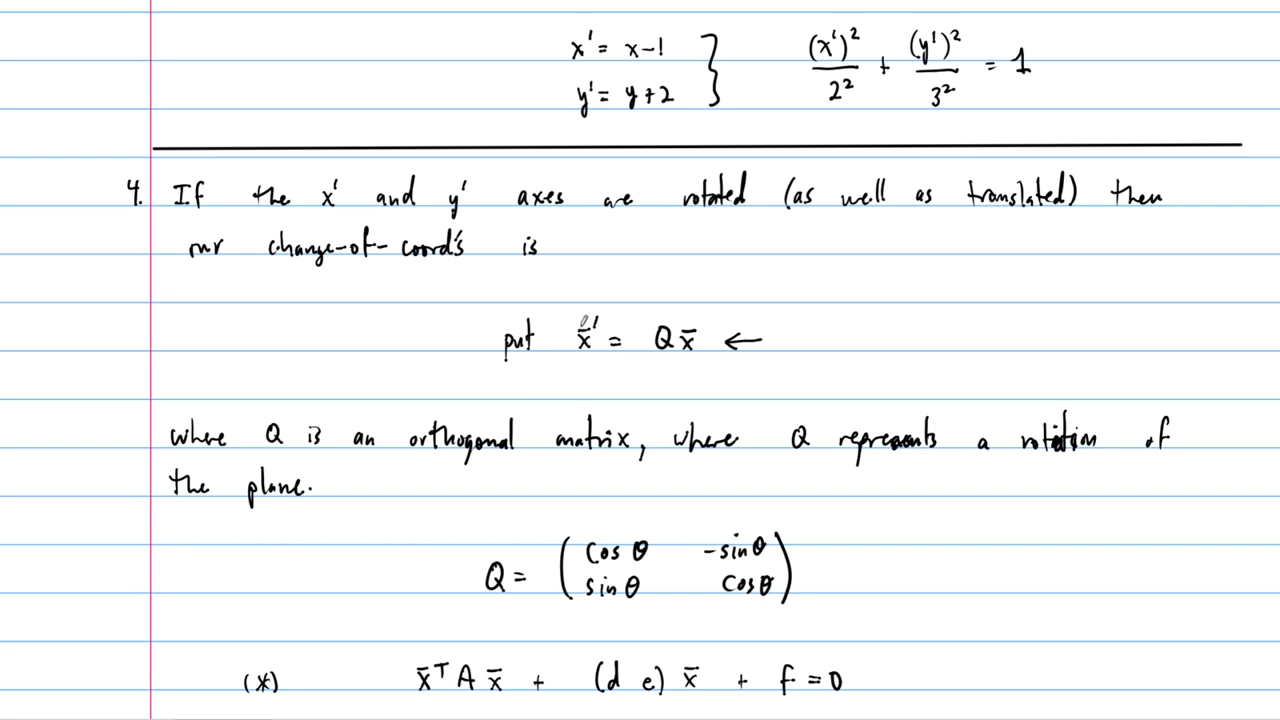 x' = x-1 } (x')²/2² + (y')²/3² = 1
y' = y+2
4. If the x' and y' axes are rotated (as well as translated) then
our change-of-coord's is
put x̄' = Qx̄ ←
where Q is an orthogonal matrix, where Q represents a rotation of
the plane.
Q = ( cos θ -sin θ
sin θ cos θ )
(*) x̄ᵀ A x̄ + (d e) x̄ + f = 0